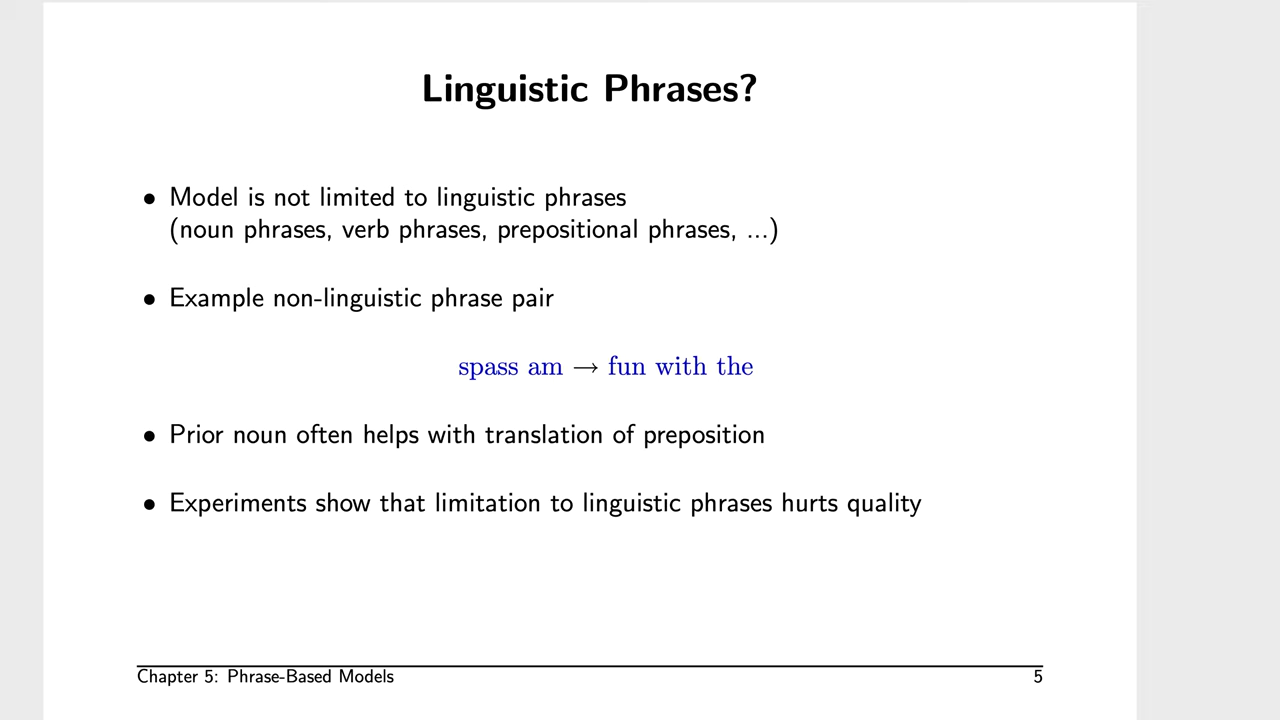 Linguistic Phrases?
• Model is not limited to linguistic phrases
(noun phrases, verb phrases, prepositional phrases, ...)
• Example non-linguistic phrase pair
spass am → fun with the
• Prior noun often helps with translation of preposition
• Experiments show that limitation to linguistic phrases hurts quality
Chapter 5: Phrase-Based Models 5